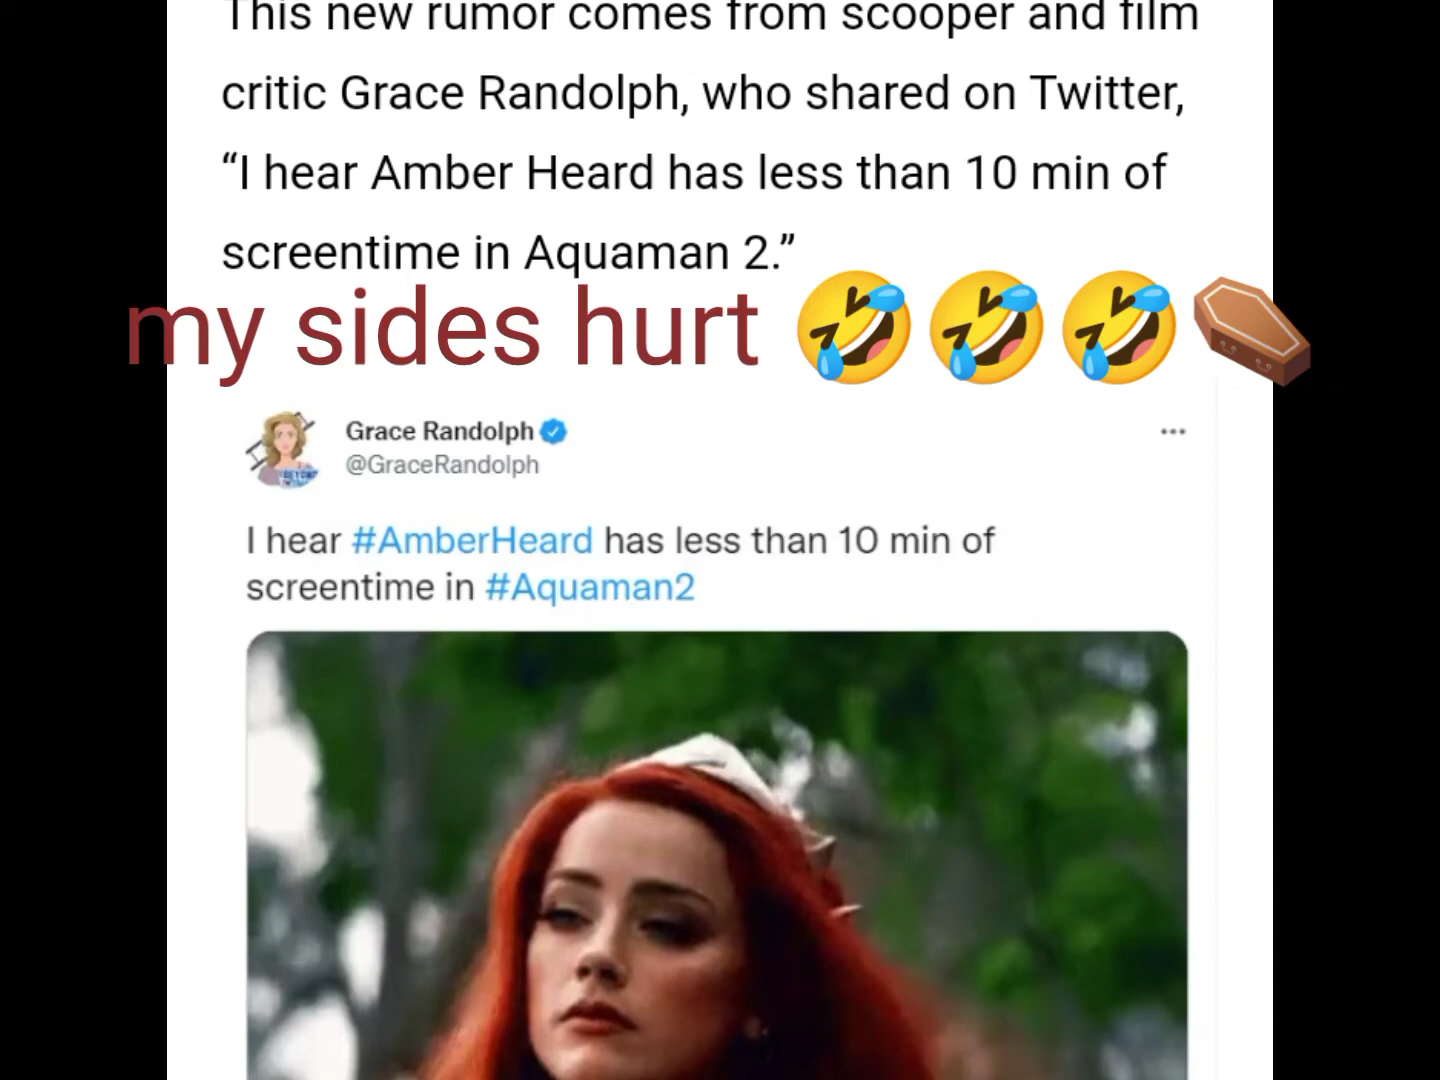 This new rumor comes from scooper and film
critic Grace Randolph, who shared on Twitter,
“I hear Amber Heard has less than 10 min of
screentime in Aquaman 2.”
my sides hurt 🤣🤣🤣⚰️
Grace Randolph
@GraceRandolph
I hear #AmberHeard has less than 10 min of
screentime in #Aquaman2